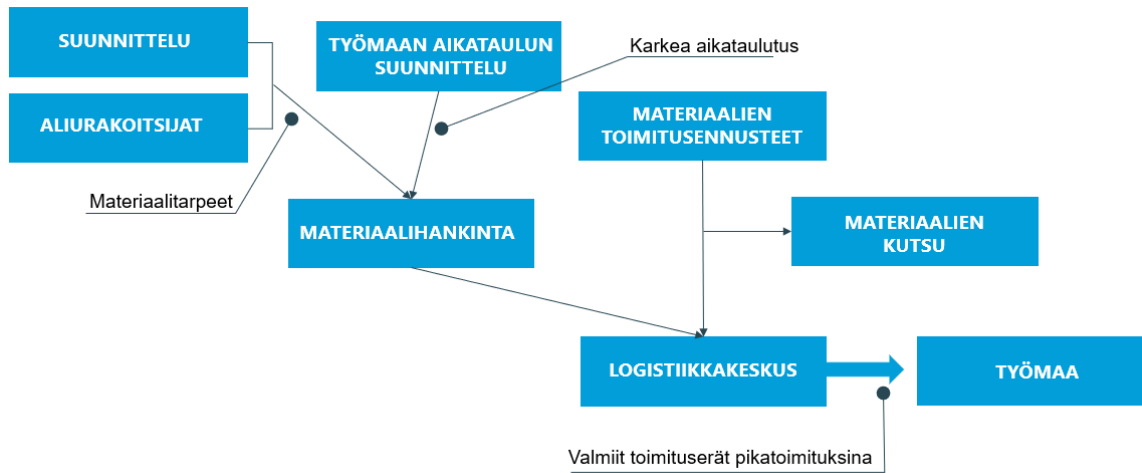 SUUNNITTELU
TYÖMAAN AIKATAULUN
SUUNNITTELU
Karkea aikataulutus
ALIURAKOITSIJAT
MATERIAALIEN
TOIMITUSENNUSTEET
Materiaalitarpeet
MATERIAALIHANKINTA
MATERIAALIEN
KUTSU
LOGISTIIKKAKESKUS
TYÖMAA
Valmiit toimituserät pikatoimituksina